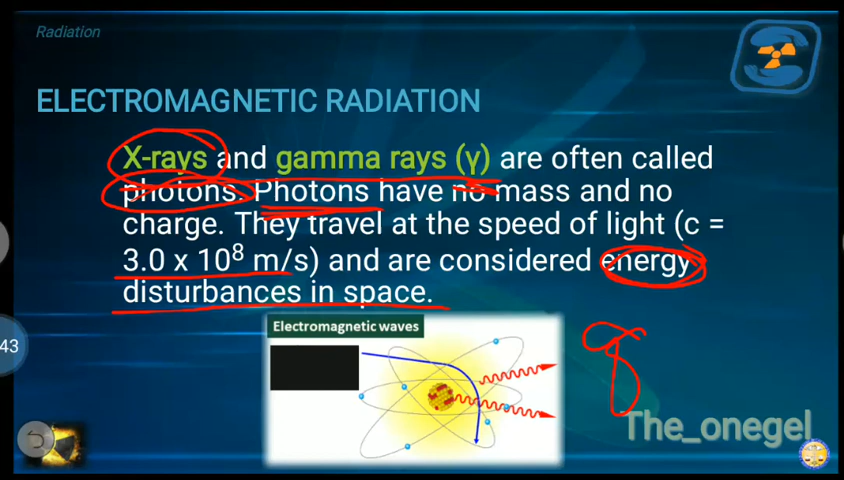 Radiation
ELECTROMAGNETIC RADIATION
X-rays and gamma rays (γ) are often called
photons. Photons have no mass and no
charge. They travel at the speed of light (c =
3.0 x 10⁸ m/s) and are considered energy
disturbances in space.
Electromagnetic waves
43
The_onegel